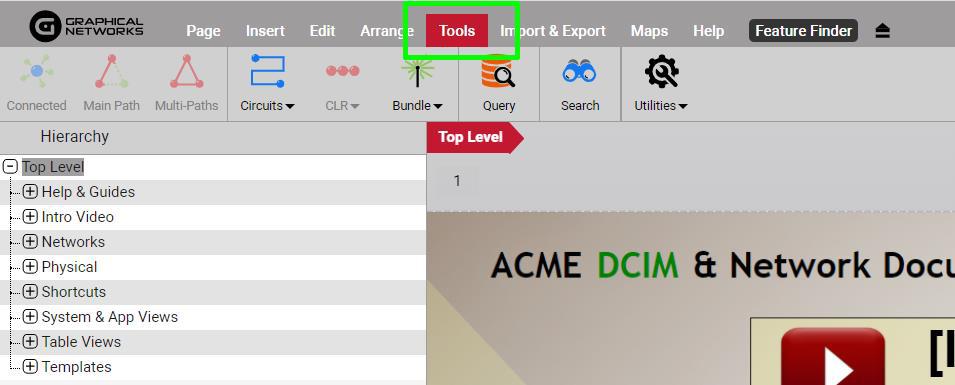 GRAPHICAL
NETWORKS
Page Insert Edit Arrange Tools Import & Export Maps Help Feature Finder
Connected Main Path Multi-Paths Circuits CLR Bundle Query Search Utilities
Hierarchy
Top Level
1
Top Level
Help & Guides
Intro Video
Networks
Physical
Shortcuts
System & App Views
Table Views
Templates
ACME DCIM & Network Docu